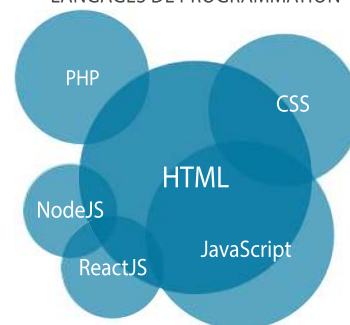 LANGAGES DE PROGRAMMATION
PHP
CSS
HTML
NodeJS
JavaScript
ReactJS